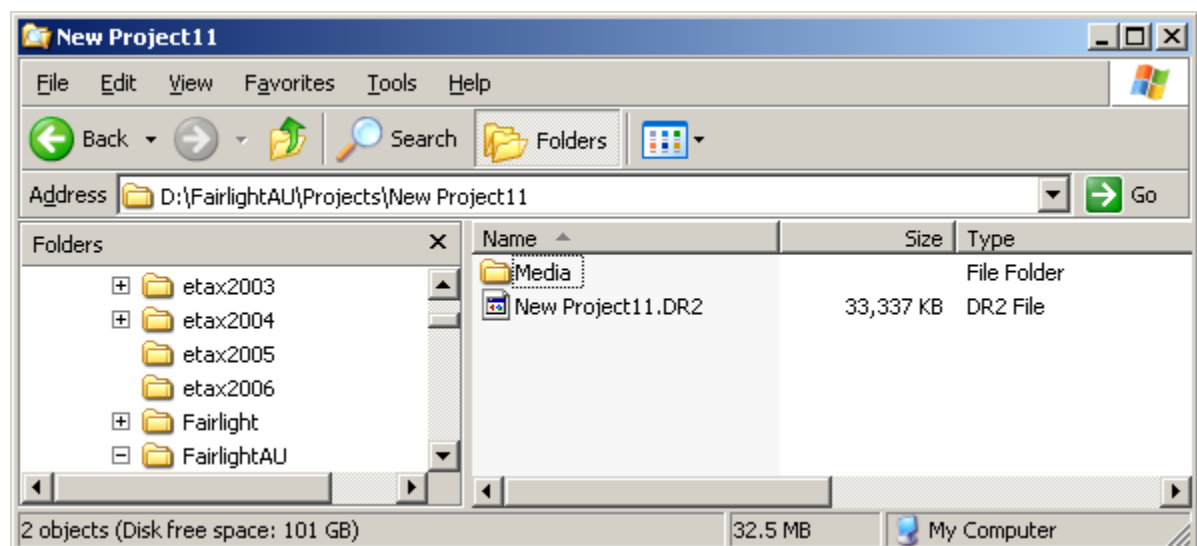 New Project11
File Edit View Favorites Tools Help
Back Search Folders
Address D:\FairlightAU\Projects\New Project11 Go
Folders Name Size Type
Media File Folder
New Project11.DR2 33,337 KB DR2 File
etax2003
etax2004
etax2005
etax2006
Fairlight
FairlightAU
2 objects (Disk free space: 101 GB) 32.5 MB My Computer